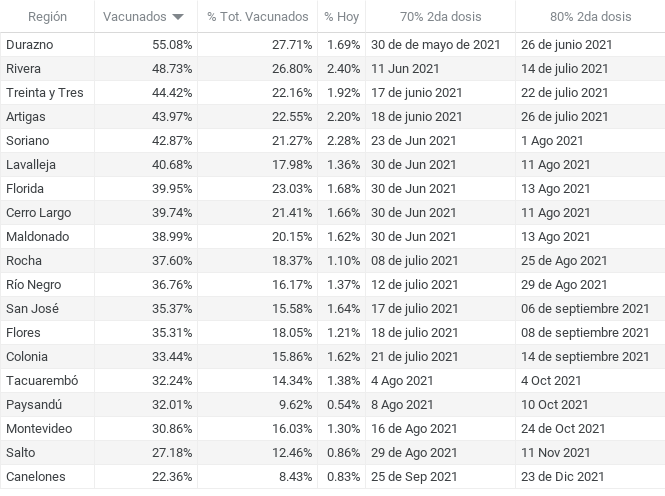 Región Vacunados % Tot. Vacunados % Hoy 70% 2da dosis 80% 2da dosis
Durazno 55.08% 27.71% 1.69% 30 de de mayo de 2021 26 de junio 2021
Rivera 48.73% 26.80% 2.40% 11 Jun 2021 14 de julio 2021
Treinta y Tres 44.42% 22.16% 1.92% 17 de junio 2021 22 de julio 2021
Artigas 43.97% 22.55% 2.20% 18 de junio 2021 26 de julio 2021
Soriano 42.87% 21.27% 2.28% 23 de Jun 2021 1 Ago 2021
Lavalleja 40.68% 17.98% 1.36% 30 de Jun 2021 11 Ago 2021
Florida 39.95% 23.03% 1.68% 30 de Jun 2021 13 Ago 2021
Cerro Largo 39.74% 21.41% 1.66% 30 de Jun 2021 11 Ago 2021
Maldonado 38.99% 20.15% 1.62% 30 de Jun 2021 13 Ago 2021
Rocha 37.60% 18.37% 1.10% 08 de julio 2021 25 de Ago 2021
Río Negro 36.76% 16.17% 1.37% 12 de julio 2021 29 de Ago 2021
San José 35.37% 15.58% 1.64% 17 de julio 2021 06 de septiembre 2021
Flores 35.31% 18.05% 1.21% 18 de julio 2021 08 de septiembre 2021
Colonia 33.44% 15.86% 1.62% 21 de julio 2021 14 de septiembre 2021
Tacuarembó 32.24% 14.34% 1.38% 4 Ago 2021 4 Oct 2021
Paysandú 32.01% 9.62% 0.54% 8 Ago 2021 10 Oct 2021
Montevideo 30.86% 16.03% 1.30% 16 de Ago 2021 24 de Oct 2021
Salto 27.18% 12.46% 0.86% 29 de Ago 2021 11 Nov 2021
Canelones 22.36% 8.43% 0.83% 25 de Sep 2021 23 de Dic 2021